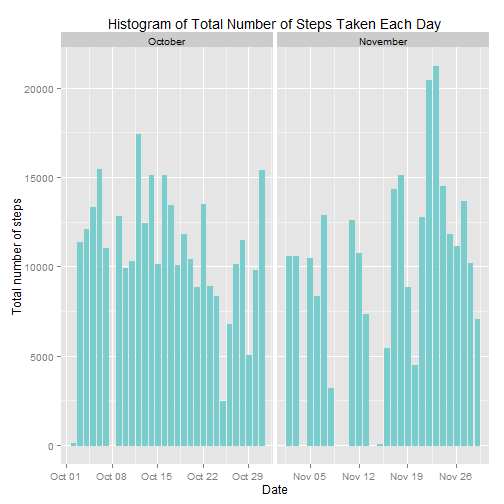 Histogram of Total Number of Steps Taken Each Day
October November
20000
15000
10000
5000
0
Total number of steps
Oct 01 Oct 08 Oct 15 Oct 22 Oct 29 Nov 05 Nov 12 Nov 19 Nov 26
Date